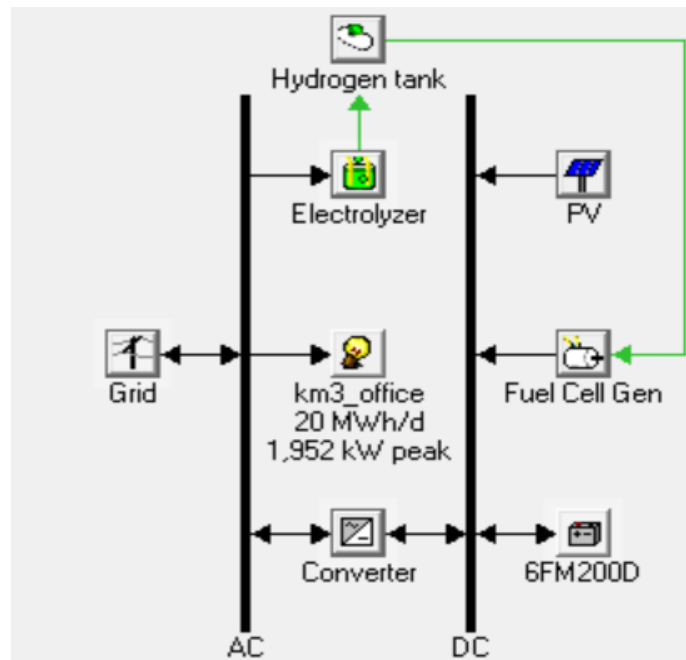 Hydrogen tank
Electrolyzer
PV
Grid
km3_office
20 MWh/d
1,952 kW peak
Fuel Cell Gen
Converter
6FM200D
AC
DC